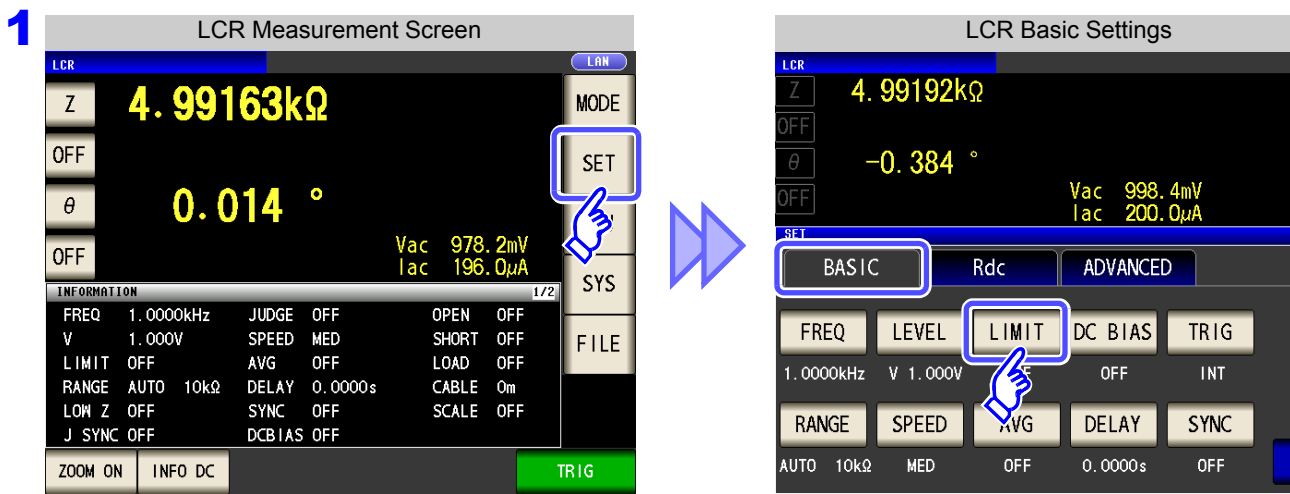 1
LCR Measurement Screen
LCR
LAN
Z 4.99163kΩ
OFF
θ 0.014 °
OFF
Vac 978.2mV
Iac 196.0μA
MODE
SET
SYS
FILE
INFORMATION 1/2
FREQ 1.0000kHz JUDGE OFF OPEN OFF
V 1.000V SPEED MED SHORT OFF
LIMIT OFF AVG OFF LOAD OFF
RANGE AUTO 10kΩ DELAY 0.0000s CABLE 0m
LOW Z OFF SYNC OFF SCALE OFF
J SYNC OFF DCBIAS OFF
ZOOM ON INFO DC TRIG
LCR Basic Settings
LCR
Z 4.99192kΩ
OFF
θ -0.384 °
OFF
Vac 998.4mV
Iac 200.0μA
SET
BASIC Rdc ADVANCED
FREQ LEVEL LIMIT DC BIAS TRIG
1.0000kHz V 1.000V OFF INT
RANGE SPEED AVG DELAY SYNC
AUTO 10kΩ MED OFF 0.0000s OFF